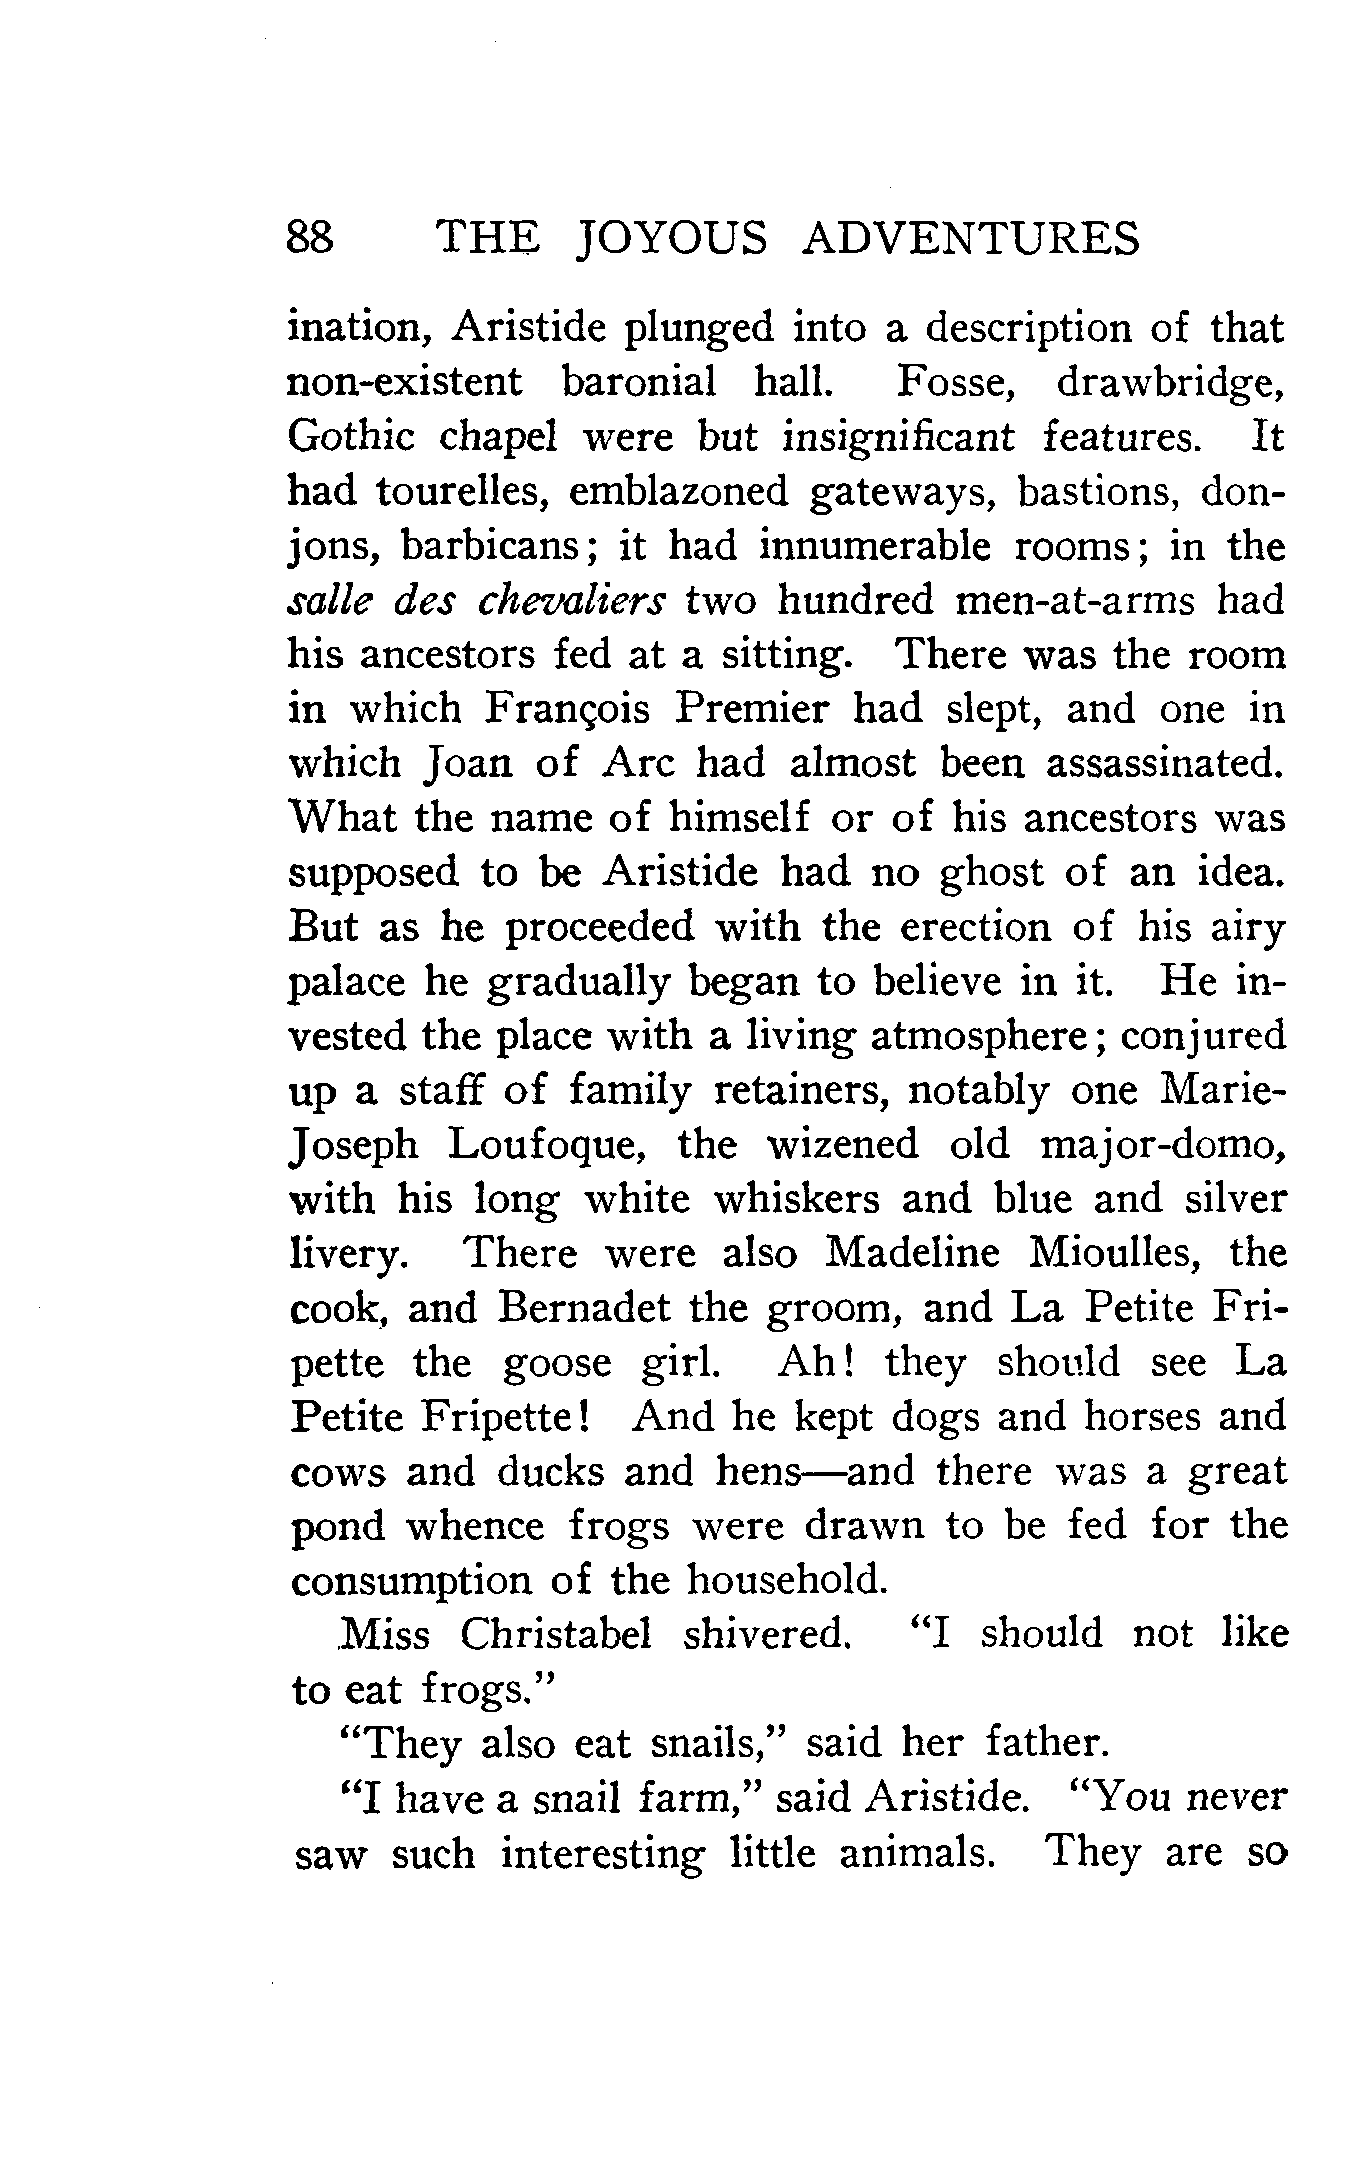 88 THE JOYOUS ADVENTURES
ination, Aristide plunged into a description of that
non-existent baronial hall. Fosse, drawbridge,
Gothic chapel were but insignificant features. It
had tourelles, emblazoned gateways, bastions, don-
jons, barbicans; it had innumerable rooms; in the
salle des chevaliers two hundred men-at-arms had
his ancestors fed at a sitting. There was the room
in which François Premier had slept, and one in
which Joan of Arc had almost been assassinated.
What the name of himself or of his ancestors was
supposed to be Aristide had no ghost of an idea.
But as he proceeded with the erection of his airy
palace he gradually began to believe in it. He in-
vested the place with a living atmosphere; conjured
up a staff of family retainers, notably one Marie-
Joseph Loufoque, the wizened old major-domo,
with his long white whiskers and blue and silver
livery. There were also Madeline Mioulles, the
cook, and Bernadet the groom, and La Petite Fri-
pette the goose girl. Ah! they should see La
Petite Fripette! And he kept dogs and horses and
cows and ducks and hens—and there was a great
pond whence frogs were drawn to be fed for the
consumption of the household.
Miss Christabel shivered. "I should not like
to eat frogs."
"They also eat snails," said her father.
"I have a snail farm," said Aristide. "You never
saw such interesting little animals. They are so